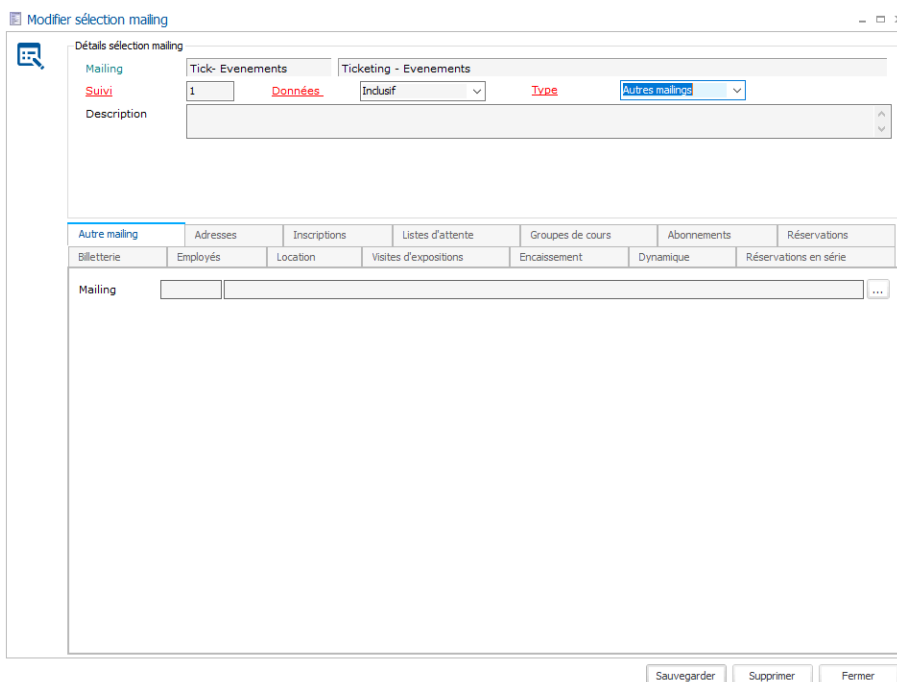 Modifier sélection mailing
Détails sélection mailing
Mailing Tick- Evenements Ticketing - Evenements
Suivi 1 Données Indusif Type Autres mailings
Description
Autre mailing Adresses Inscriptions Listes d'attente Groupes de cours Abonnements Réservations
Billetterie Employés Location Visites d'expositions Encaissement Dynamique Réservations en série
Mailing ...
Sauvegarder Supprimer Fermer